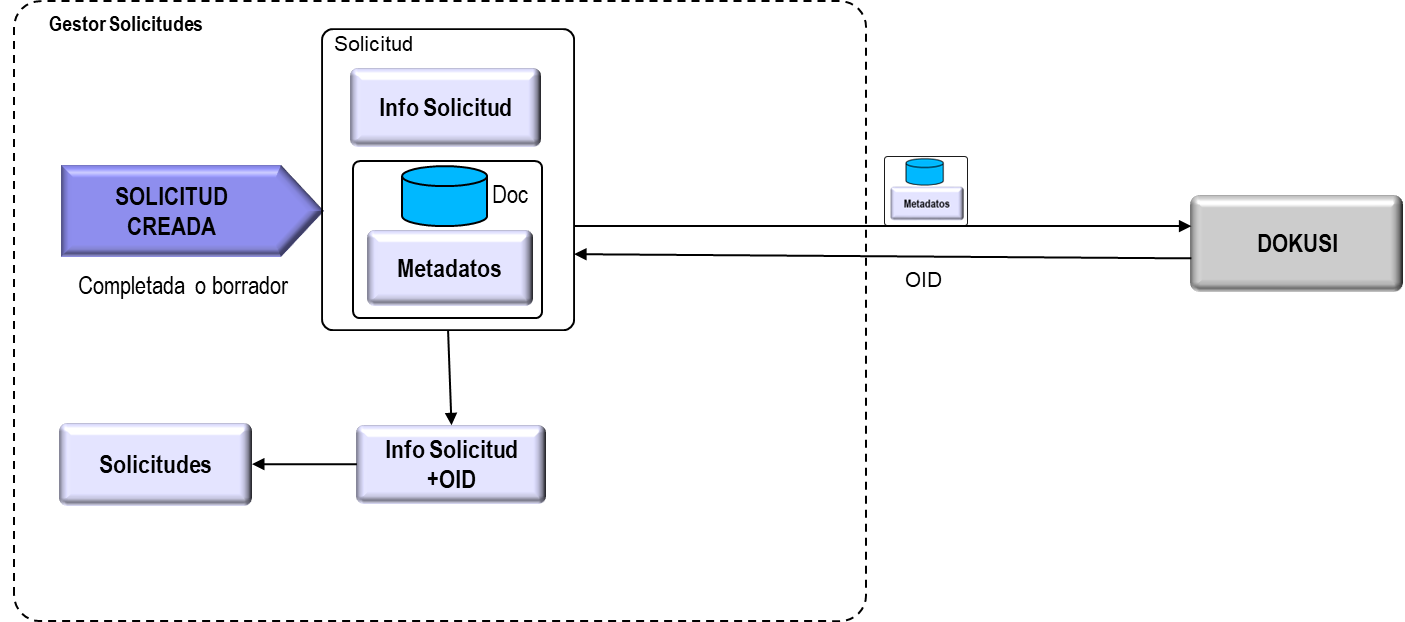 Gestor Solicitudes
Solicitud
Info Solicitud
SOLICITUD
CREADA
Completada o borrador
Doc
Metadatos
Metadatos
OID
DOKUSI
Info Solicitud
+OID
Solicitudes